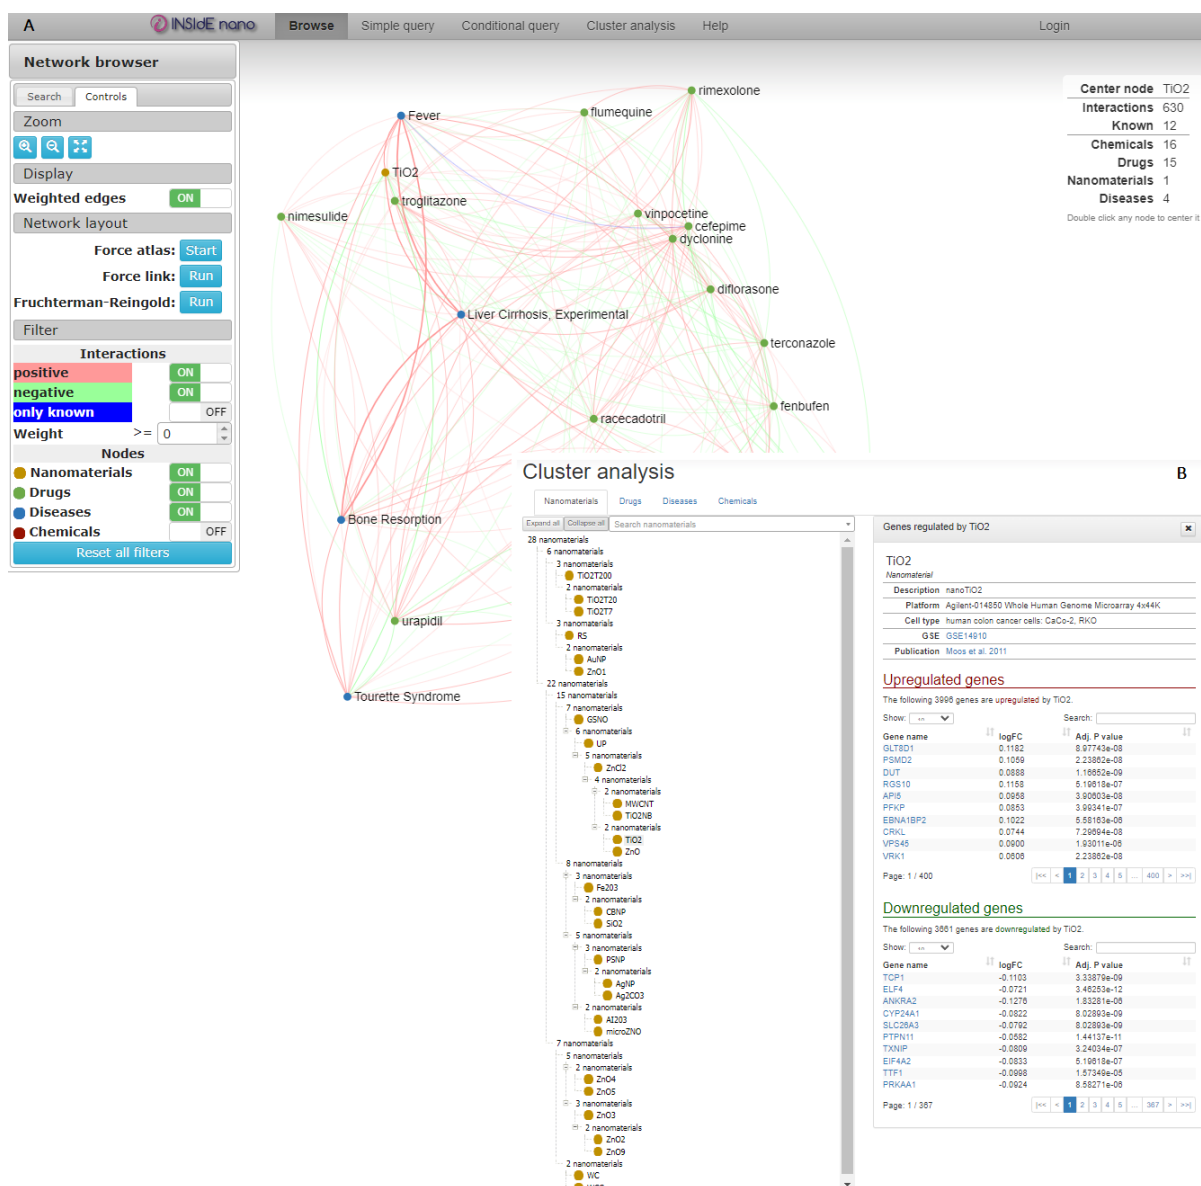 A
INSIdE nano
Browse
Simple query
Conditional query
Cluster analysis
Help
Login
Network browser
Search
Controls
Zoom
Display
Weighted edges ON
Network layout
Force atlas: Start
Force link: Run
Fruchterman-Reingold: Run
Filter
Interactions
positive ON
negative ON
only known OFF
Weight >= 0
Nodes
Nanomaterials ON
Drugs ON
Diseases ON
Chemicals OFF
Reset all filters
rimexolone
flumequine
Fever
TiO2
troglitazone
nimesulide
vinpocetine
cefepime
dyclonine
diflorasone
Liver Cirrhosis, Experimental
terconazole
fenbufen
racecadotril
Bone Resorption
urapidil
Tourette Syndrome
Center node TiO2
Interactions 630
Known 12
Chemicals 16
Drugs 15
Nanomaterials 1
Diseases 4
Double click any node to center it
Cluster analysis
B
Nanomaterials
Drugs
Diseases
Chemicals
Expand all
Collapse all
Search nanomaterials
28 nanomaterials
6 nanomaterials
3 nanomaterials
TiO2T200
2 nanomaterials
TiO2T20
TiO2T7
3 nanomaterials
RS
2 nanomaterials
AuNP
ZnO1
22 nanomaterials
15 nanomaterials
7 nanomaterials
GSNO
6 nanomaterials
UP
5 nanomaterials
ZnCl2
4 nanomaterials
2 nanomaterials
MWCNT
TiO2NB
2 nanomaterials
TiO2
ZnO
8 nanomaterials
3 nanomaterials
Fe203
2 nanomaterials
CBNP
SiO2
5 nanomaterials
3 nanomaterials
PSNP
2 nanomaterials
AgNP
Ag2CO3
2 nanomaterials
Al203
microZNO
7 nanomaterials
5 nanomaterials
2 nanomaterials
ZnO4
ZnO5
3 nanomaterials
ZnO3
2 nanomaterials
ZnO2
ZnO9
2 nanomaterials
WC
Genes regulated by TiO2
TiO2
Nanomaterial
Description nanoTiO2
Platform Agilent-014850 Whole Human Genome Microarray 4x44K
Cell type human colon cancer cells: CaCo-2, RKO
GSE GSE14910
Publication Moos et al. 2011
Upregulated genes
The following 3996 genes are upregulated by TiO2.
Show:
Search:
Gene name logFC Adj. P value
GLT8D1 0.1182 8.97743e-08
PSMD2 0.1059 2.23862e-08
DUT 0.0888 1.16652e-09
RGS10 0.1158 5.19618e-07
API5 0.0958 3.90603e-08
PFKP 0.0853 3.99341e-07
EBNA1BP2 0.1022 5.58163e-06
CRKL 0.0744 7.29694e-08
VPS45 0.0900 1.93011e-06
VRK1 0.0606 2.23862e-08
Page: 1 / 400
|<< < 1 2 3 4 5 ... 400 > >>|
Downregulated genes
The following 3661 genes are downregulated by TiO2.
Show:
Search:
Gene name logFC Adj. P value
TCP1 -0.1103 3.33879e-09
ELF4 -0.0721 3.46253e-12
ANKRA2 -0.1276 1.83281e-06
CYP24A1 -0.0822 8.02893e-09
SLC26A3 -0.0792 8.02893e-09
PTPN11 -0.0582 1.44137e-11
TXNIP -0.0809 3.24034e-07
EIF4A2 -0.0833 5.19618e-07
TTF1 -0.0998 1.57349e-05
PRKAA1 -0.0924 8.58271e-06
Page: 1 / 367
|<< < 1 2 3 4 5 ... 367 > >>|